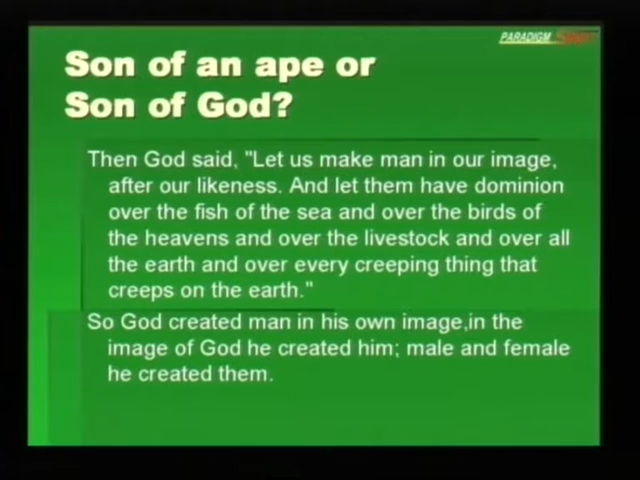 PARADIGM
Son of an ape or
Son of God?
Then God said, "Let us make man in our image,
after our likeness. And let them have dominion
over the fish of the sea and over the birds of
the heavens and over the livestock and over all
the earth and over every creeping thing that
creeps on the earth."
So God created man in his own image,in the
image of God he created him; male and female
he created them.